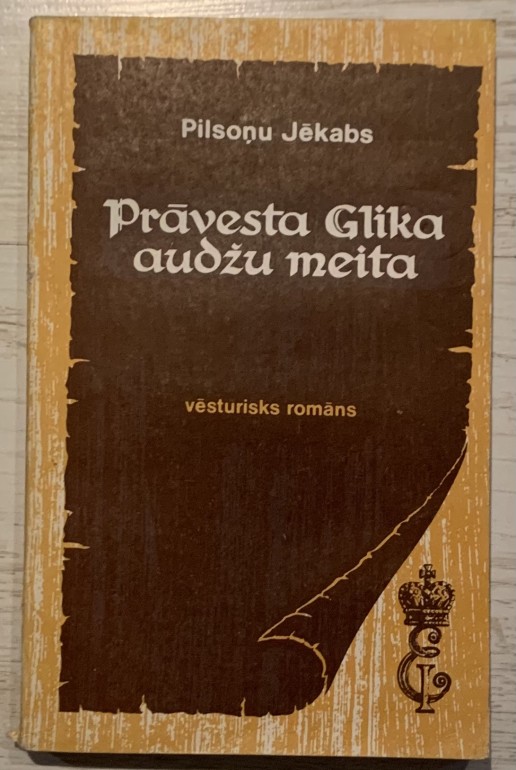 Pilsoņu Jēkabs
Prāvesta Glika
audžu meita
vēsturisks romāns
E I